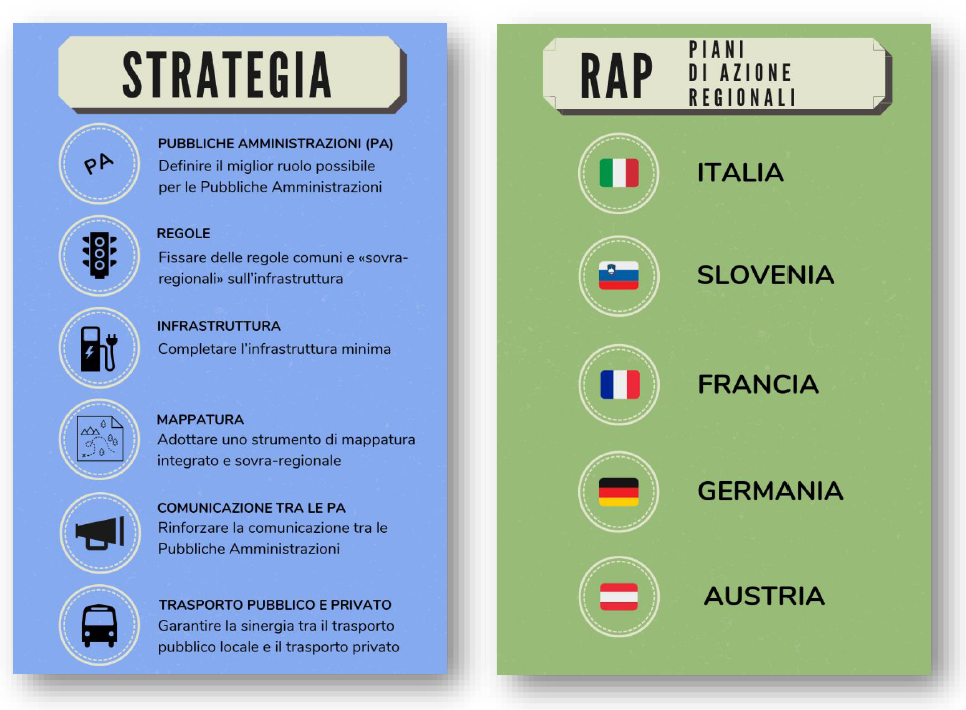 STRATEGIA
PA
PUBBLICHE AMMINISTRAZIONI (PA)
Definire il miglior ruolo possibile
per le Pubbliche Amministrazioni
REGOLE
Fissare delle regole comuni e «sovra-
regionali» sull'infrastruttura
INFRASTRUTTURA
Completare l'infrastruttura minima
MAPPATURA
Adottare uno strumento di mappatura
integrato e sovra-regionale
COMUNICAZIONE TRA LE PA
Rinforzare la comunicazione tra le
Pubbliche Amministrazioni
TRASPORTO PUBBLICO E PRIVATO
Garantire la sinergia tra il trasporto
pubblico locale e il trasporto privato
RAP
PIANI
DI AZIONE
REGIONALI
ITALIA
SLOVENIA
FRANCIA
GERMANIA
AUSTRIA